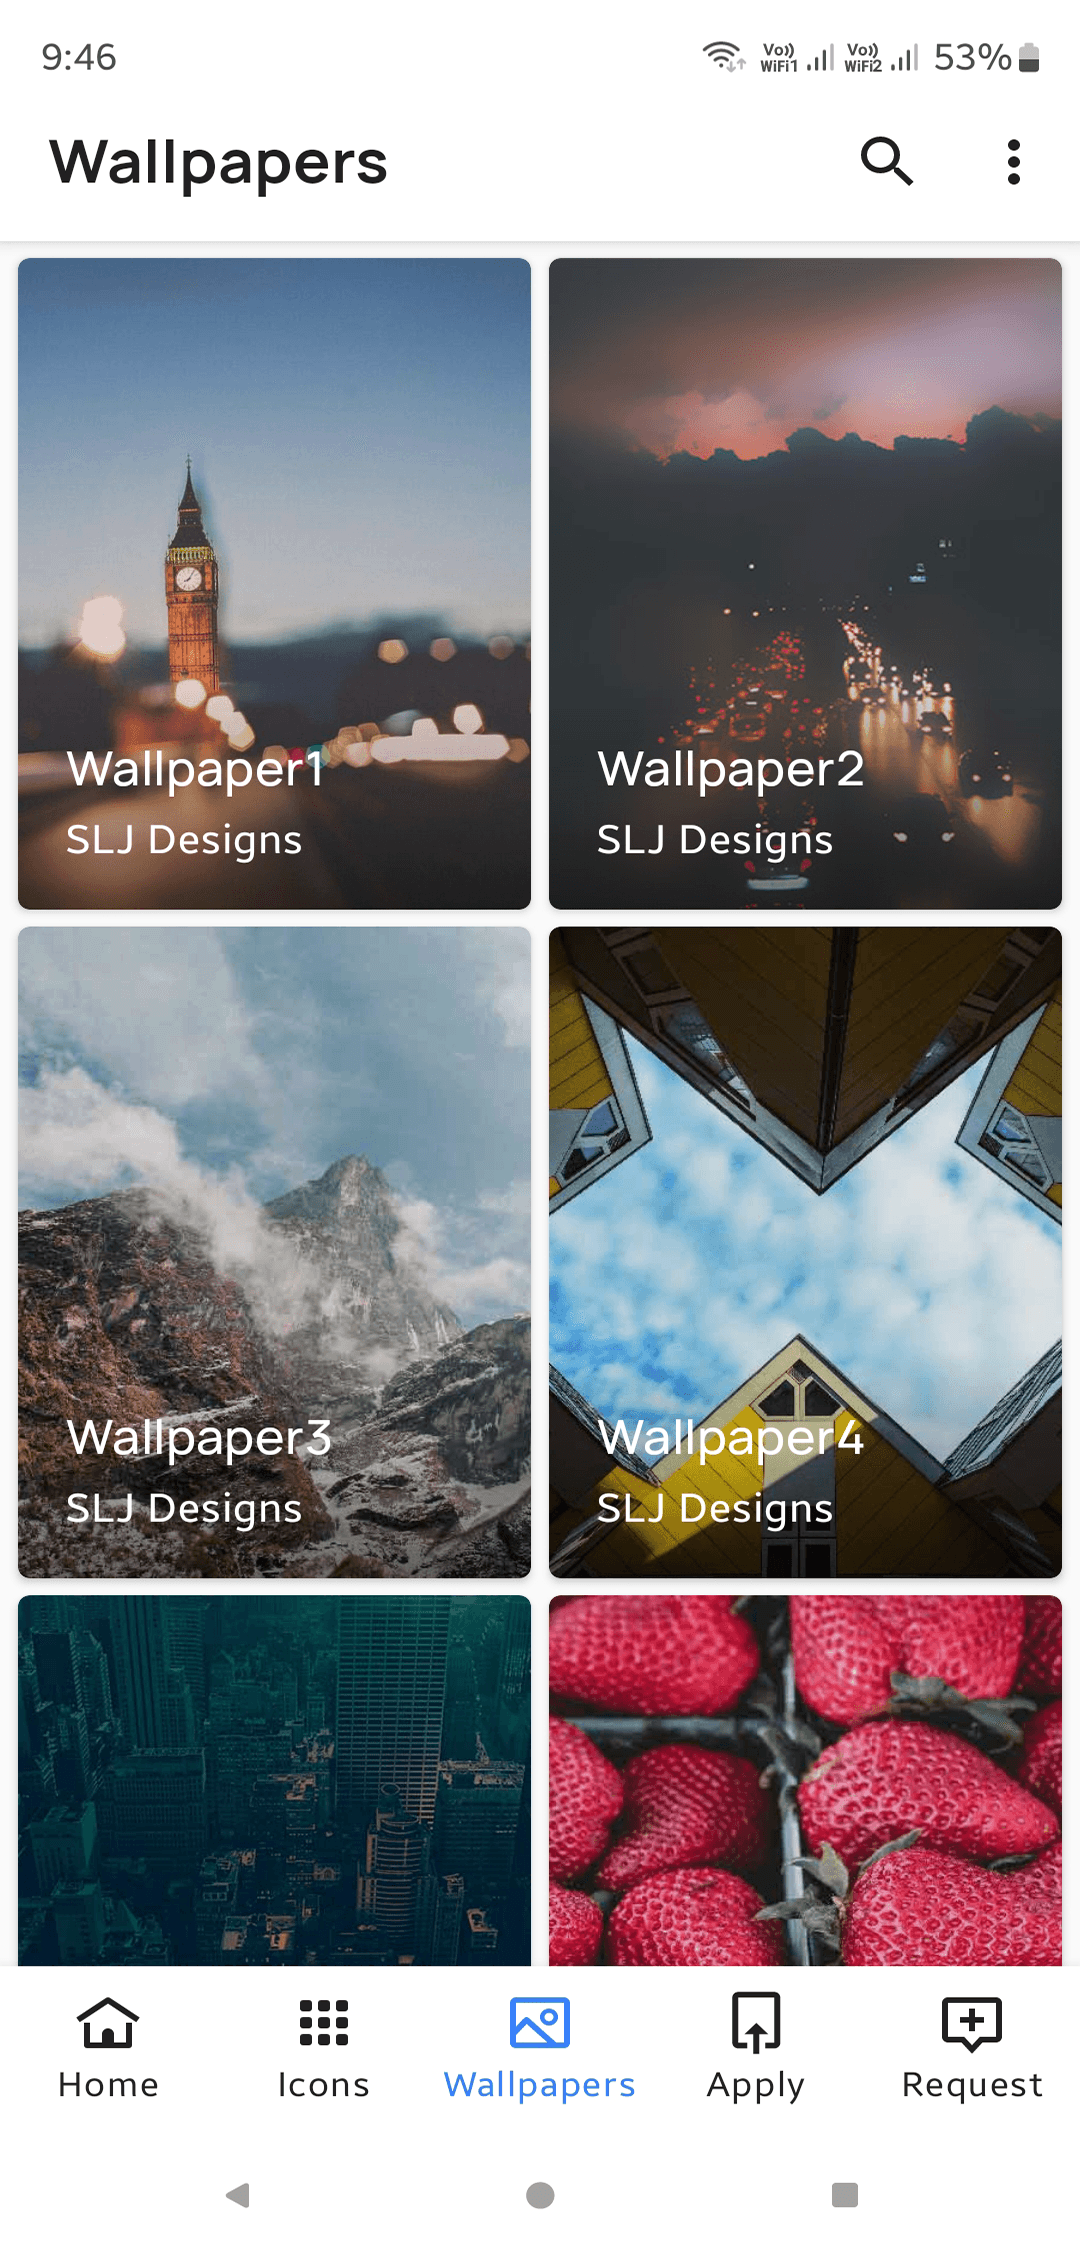 9:46 Vo)) WiFi1 Vo)) WiFi2 53%
Wallpapers
Wallpaper1
SLJ Designs
Wallpaper2
SLJ Designs
Wallpaper3
SLJ Designs
Wallpaper4
SLJ Designs
Home Icons Wallpapers Apply Request